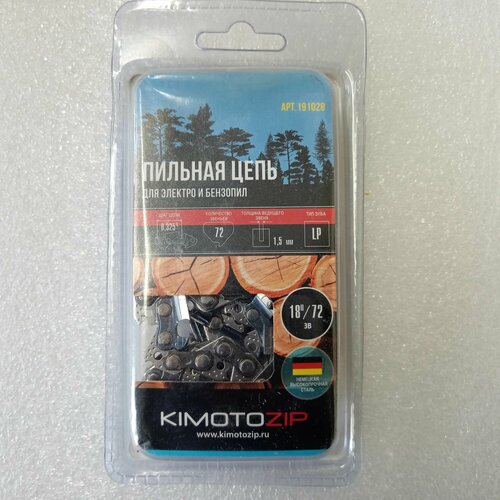 АРТ. 191028
ПИЛЬНАЯ ЦЕПЬ
ДЛЯ ЭЛЕКТРО И БЕНЗОПИЛ
ШАГ ЦЕПИ
0,325"
КОЛИЧЕСТВО ЗВЕНЬЕВ
72
ТОЛЩИНА ВЕДУЩЕГО ЗВЕНА
1,5 мм
ТИП ЗУБА
LP
18"/72
ЗВ
НЕМЕЦКАЯ
ВЫСОКОПРОЧНАЯ
СТАЛЬ
KIMOTOZIP
www.kimotozip.ru